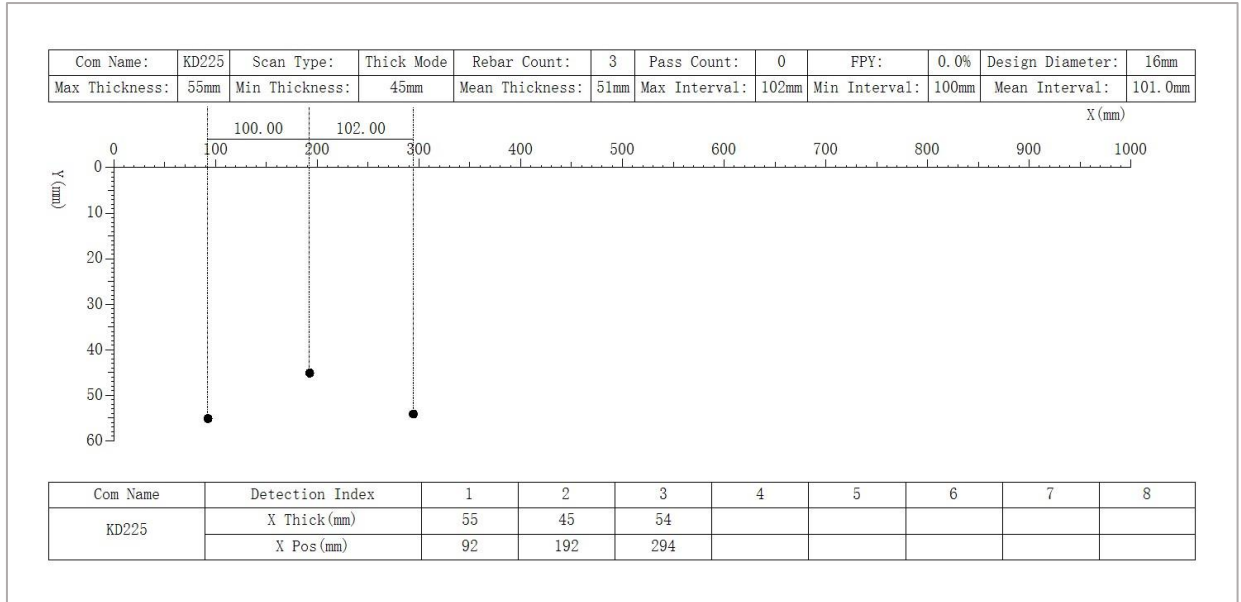 Com Name: KD225 Scan Type: Thick Mode Rebar Count: 3 Pass Count: 0 FPY: 0.0% Design Diameter: 16mm
Max Thickness: 55mm Min Thickness: 45mm Mean Thickness: 51mm Max Interval: 102mm Min Interval: 100mm Mean Interval: 101.0mm
X(mm)
100.00 102.00
0 100 200 300 400 500 600 700 800 900 1000
Y(mm)
0
10
20
30
40
50
60
Com Name Detection Index 1 2 3 4 5 6 7 8
KD225
X Thick(mm) 55 45 54
X Pos(mm) 92 192 294